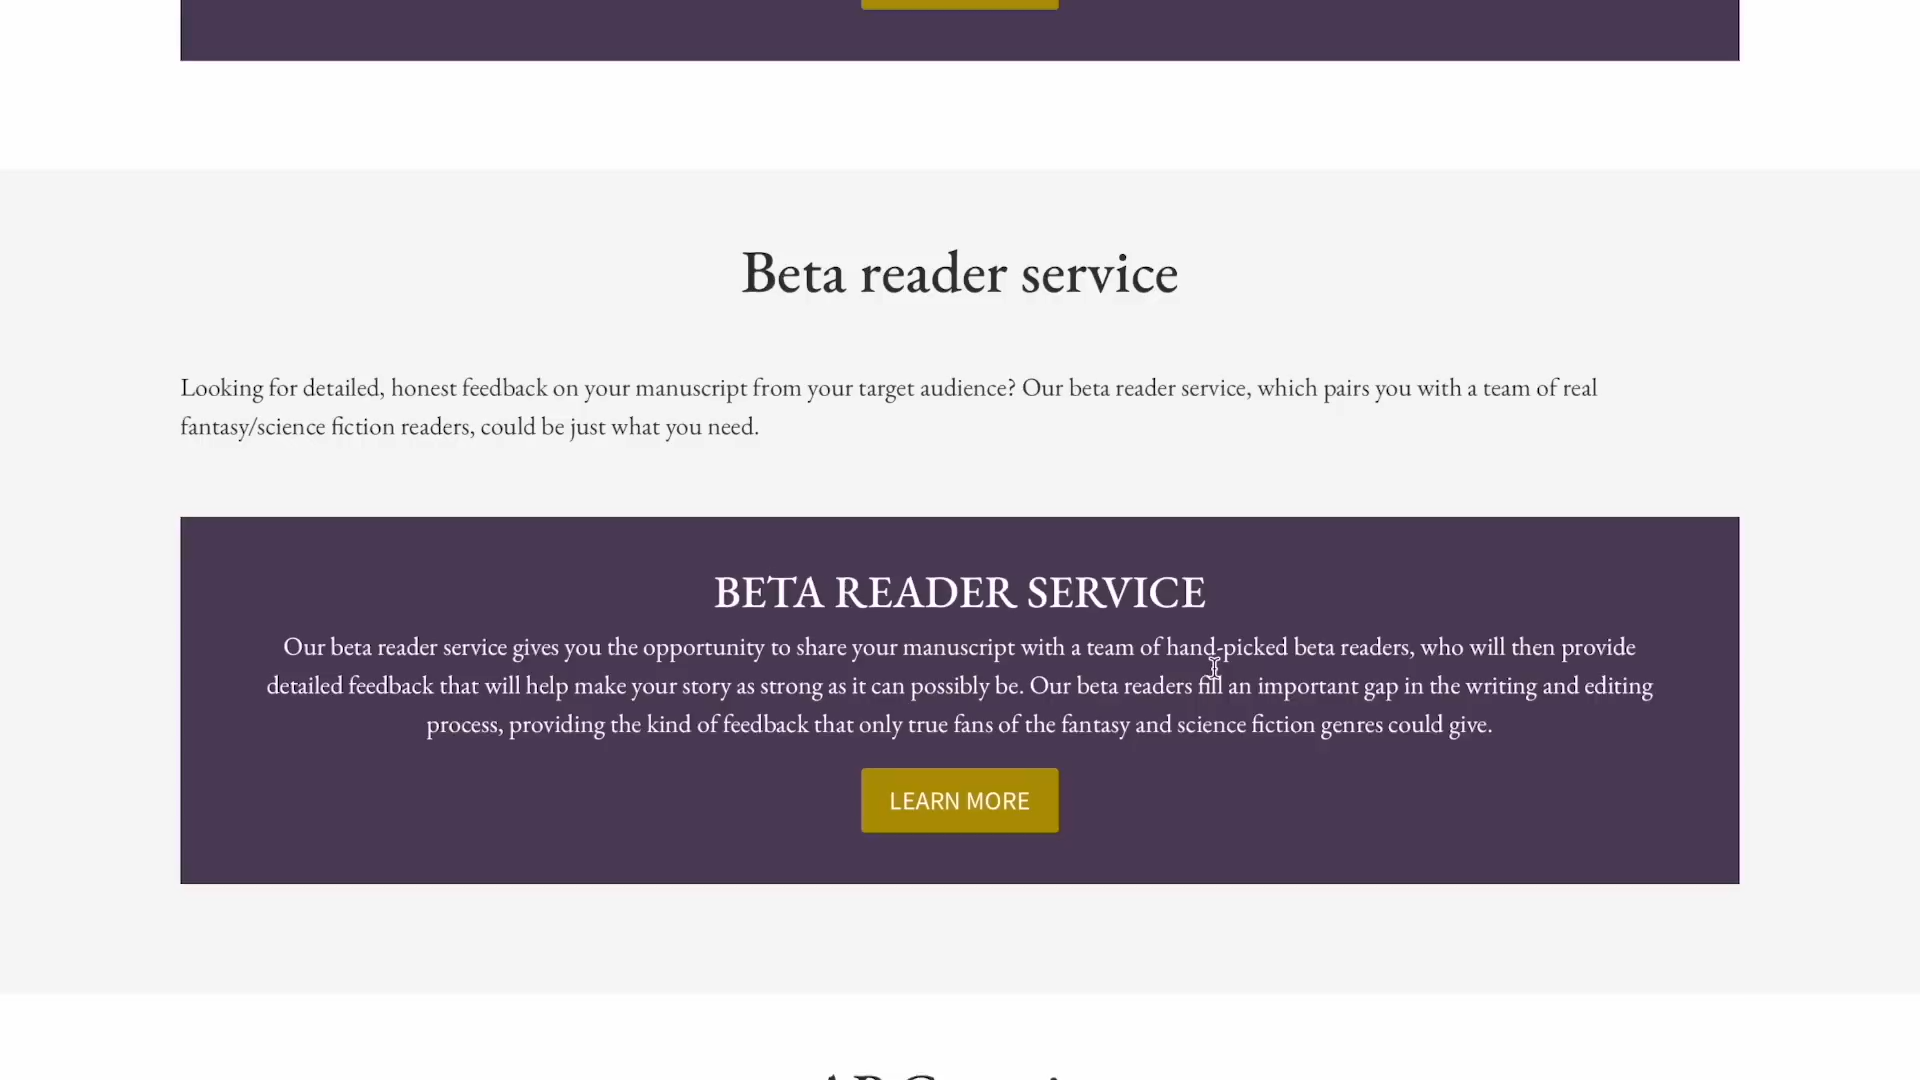 Beta reader service
Looking for detailed, honest feedback on your manuscript from your target audience? Our beta reader service, which pairs you with a team of real
fantasy/science fiction readers, could be just what you need.
BETA READER SERVICE
Our beta reader service gives you the opportunity to share your manuscript with a team of hand-picked beta readers, who will then provide
detailed feedback that will help make your story as strong as it can possibly be. Our beta readers fill an important gap in the writing and editing
process, providing the kind of feedback that only true fans of the fantasy and science fiction genres could give.
LEARN MORE